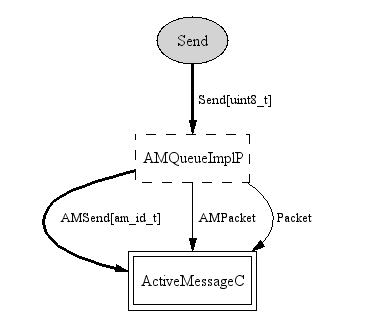 Send
Send[uint8_t]
AMQueueImplP
AMSend[am_id_t]
AMPacket
Packet
ActiveMessageC